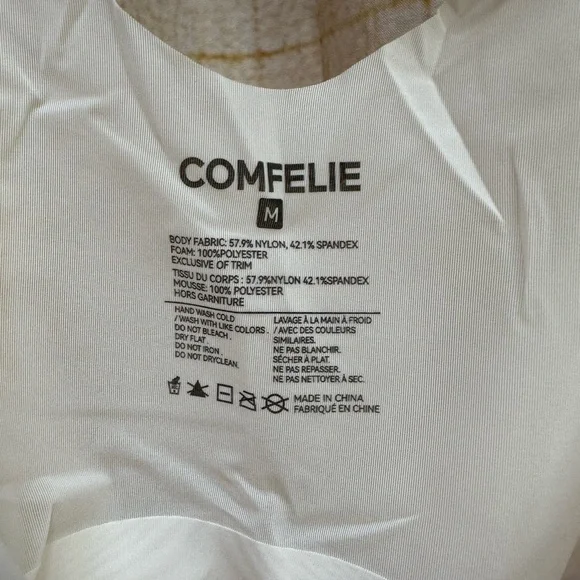 COMFELIE
M
BODY FABRIC: 57.9% NYLON, 42.1% SPANDEX
FOAM: 100%POLYESTER
EXCLUSIVE OF TRIM
TISSU DU CORPS : 57.9%NYLON 42.1%SPANDEX
MOUSSE: 100% POLYESTER
HORS GARNITURE
HAND WASH COLD
/ WASH WITH LIKE COLORS .
DO NOT BLEACH .
DRY FLAT .
DO NOT IRON .
DO NOT DRYCLEAN.
LAVAGE À LA MAIN À FROID
/ AVEC DES COULEURS
SIMILAIRES.
NE PAS BLANCHIR.
SÉCHER À PLAT.
NE PAS REPASSER.
NE PAS NETTOYER À SEC.
MADE IN CHINA
FABRIQUÉ EN CHINE